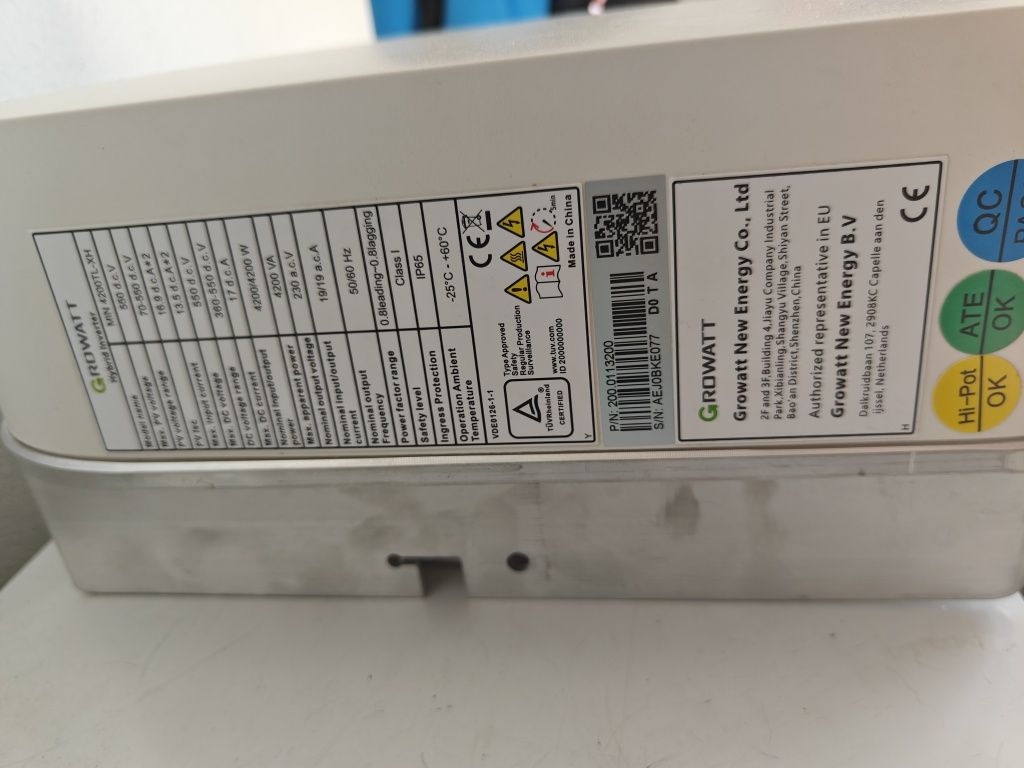 GROWATT
Hybrid Inverter
Model name MIN 4200TL-XH
Max. PV voltage 550 d.c.V
PV voltage range 70-550 d.c.V
PV Isc 16.9 d.c.A*2
Max. input current 13.5 d.c.A*2
Max. DC voltage 550 d.c.V
DC voltage range 360-550 d.c.V
Max. DC current 17 d.c.A
Nominal input/output power 4200/4200 W
Max. apparent power 4200 VA
Nominal output voltage 230 a.c.V
Nominal input/output current 19/19 a.c.A
Nominal output Frequency 50/60 Hz
Power factor range 0.8leading~0.8lagging
Safety level Class I
Ingress Protection IP65
Operation Ambient Temperature -25°C - +60°C
VDE0126-1-1
TÜVRheinland
CERTIFIED
Type Approved
Safety
Regular Production
Surveillance
www.tuv.com
ID 2000000000
CE
5min
Made in China
Y
P/N: 200.0113200
S/N: AEJ0BKE077 D0 T A
GROWATT
Growatt New Energy Co., Ltd
2F and 3F,Building 4,Jiayu Company Industrial
Park,Xibianling,Shangyu Village,Shiyan Street,
Bao'an District,Shenzhen,China
Authorized representative in EU
Growatt New Energy B.V
Dalkruidbaan 107, 2908KC Capelle aan den
ijssel, Netherlands
CE
H
Hi-Pot
OK
ATE
OK
QC